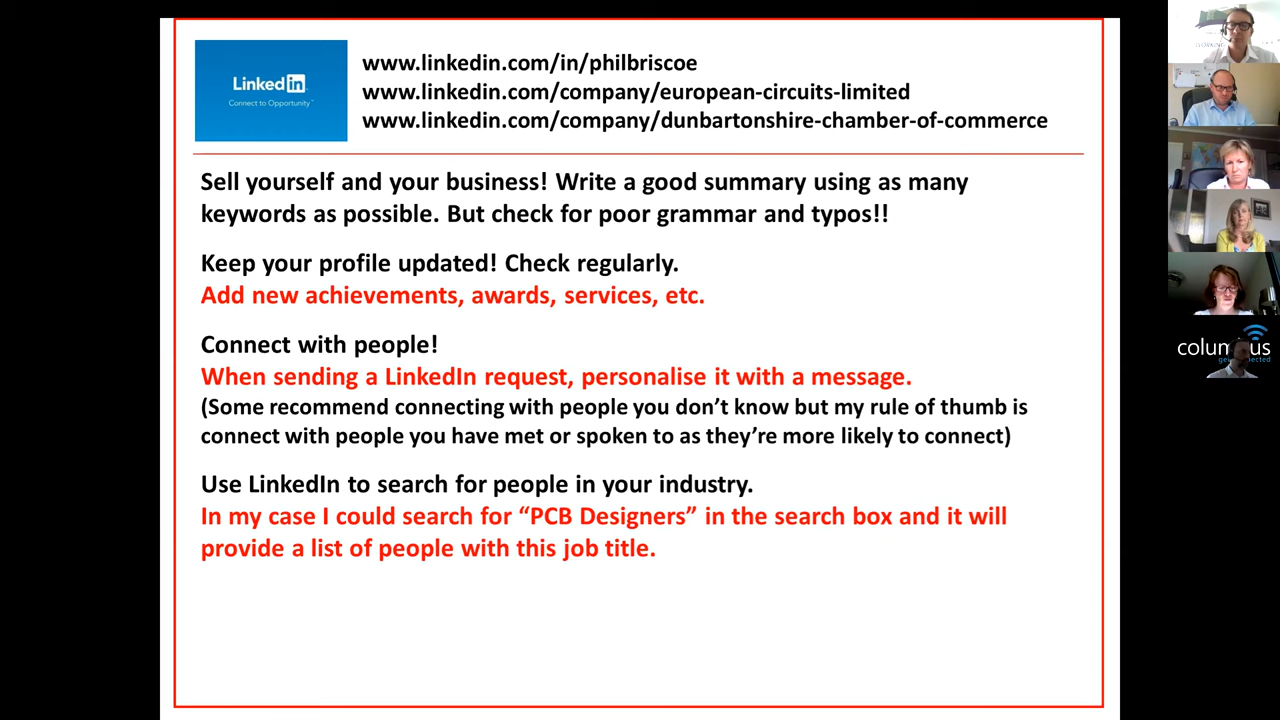 Linked in
Connect to Opportunity™
www.linkedin.com/in/philbriscoe
www.linkedin.com/company/european-circuits-limited
www.linkedin.com/company/dunbartonshire-chamber-of-commerce
Sell yourself and your business! Write a good summary using as many
keywords as possible. But check for poor grammar and typos!!
Keep your profile updated! Check regularly.
Add new achievements, awards, services, etc.
Connect with people!
When sending a LinkedIn request, personalise it with a message.
(Some recommend connecting with people you don’t know but my rule of thumb is
connect with people you have met or spoken to as they’re more likely to connect)
Use LinkedIn to search for people in your industry.
In my case I could search for “PCB Designers” in the search box and it will
provide a list of people with this job title.